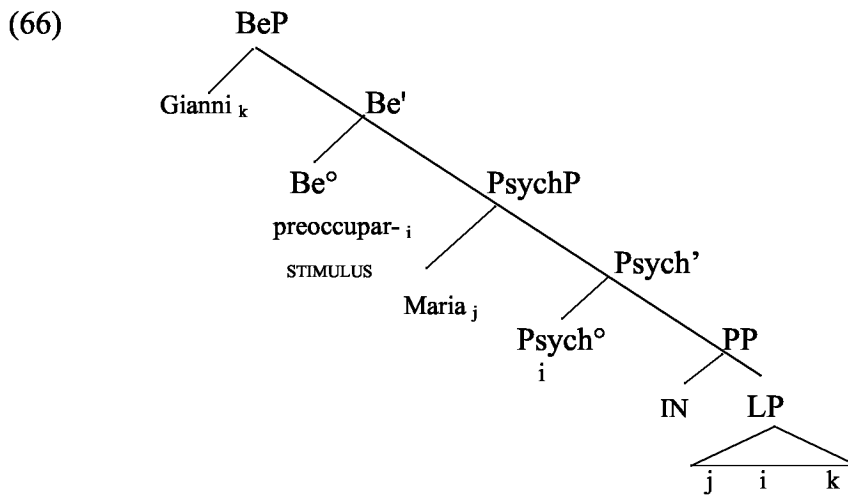 (66) BeP
Gianni k Be'
Be° PsychP
preoccupar- i
STIMULUS Psych’
Maria j
Psych° PP
i
IN LP
j i k